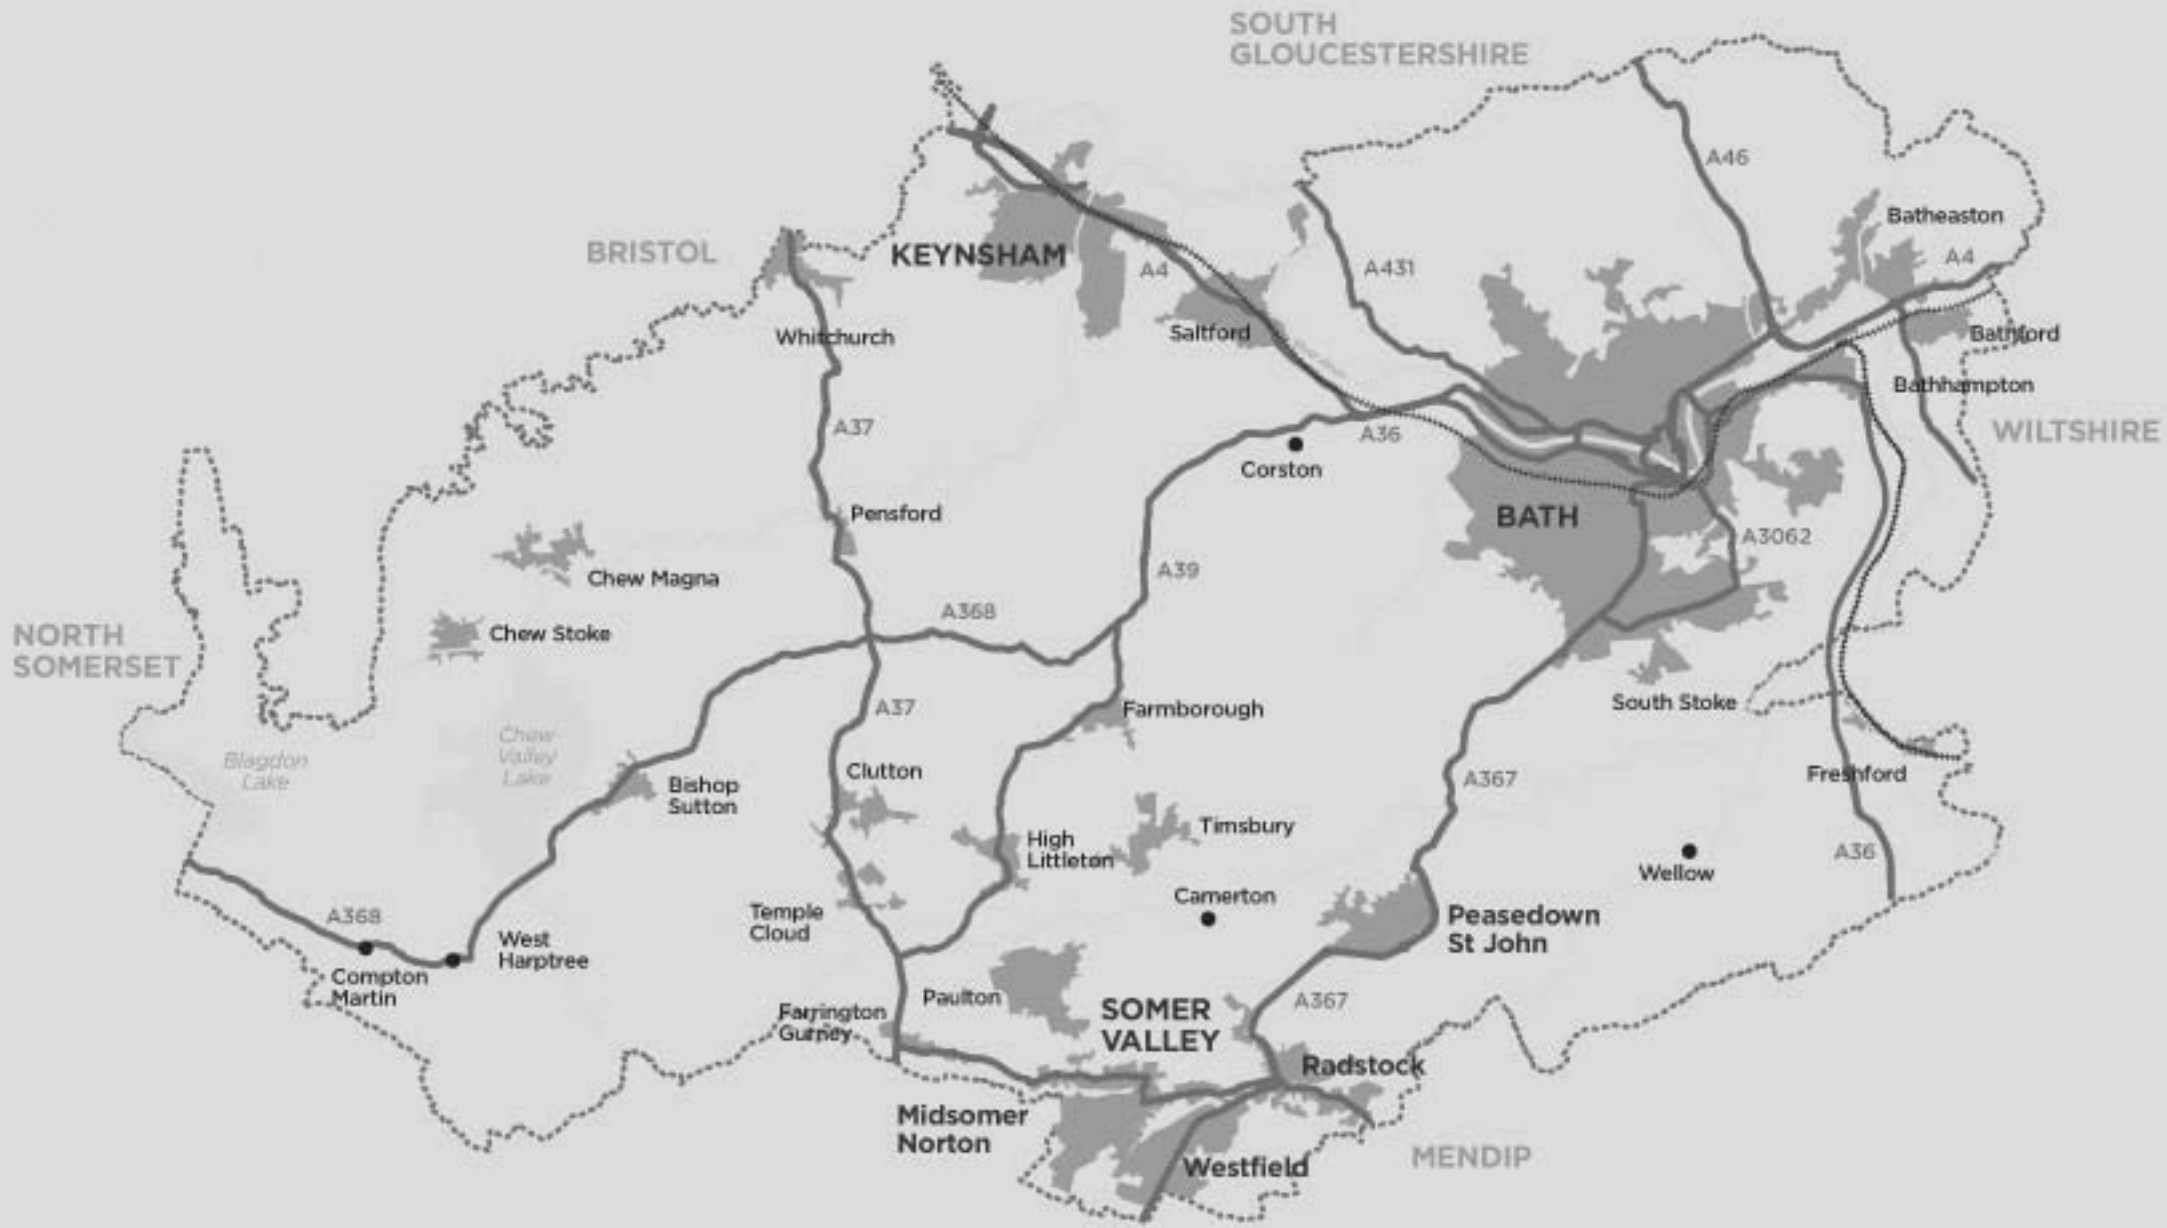 SOUTH
GLOUCESTERSHIRE
A46
Batheaston
BRISTOL
KEYNSHAM
A4
A431
A4
Whitchurch
Saltford
Bathford
Bathhampton
A37
A36
WILTSHIRE
Corston
Pensford
BATH
A3062
Chew Magna
A39
A368
NORTH
SOMERSET
Chew Stoke
A37
Farmborough
South Stoke
Blagdon
Lake
Chew
Valley
Lake
Clutton
A367
Freshford
Bishop
Sutton
High
Littleton
Timsbury
A36
Wellow
Camerton
A368
Temple
Cloud
Peasedown
St John
West
Harptree
Compton
Martin
Paulton
Farrington
Gurney
SOMER
VALLEY
A367
Radstock
Midsomer
Norton
Westfield
MENDIP